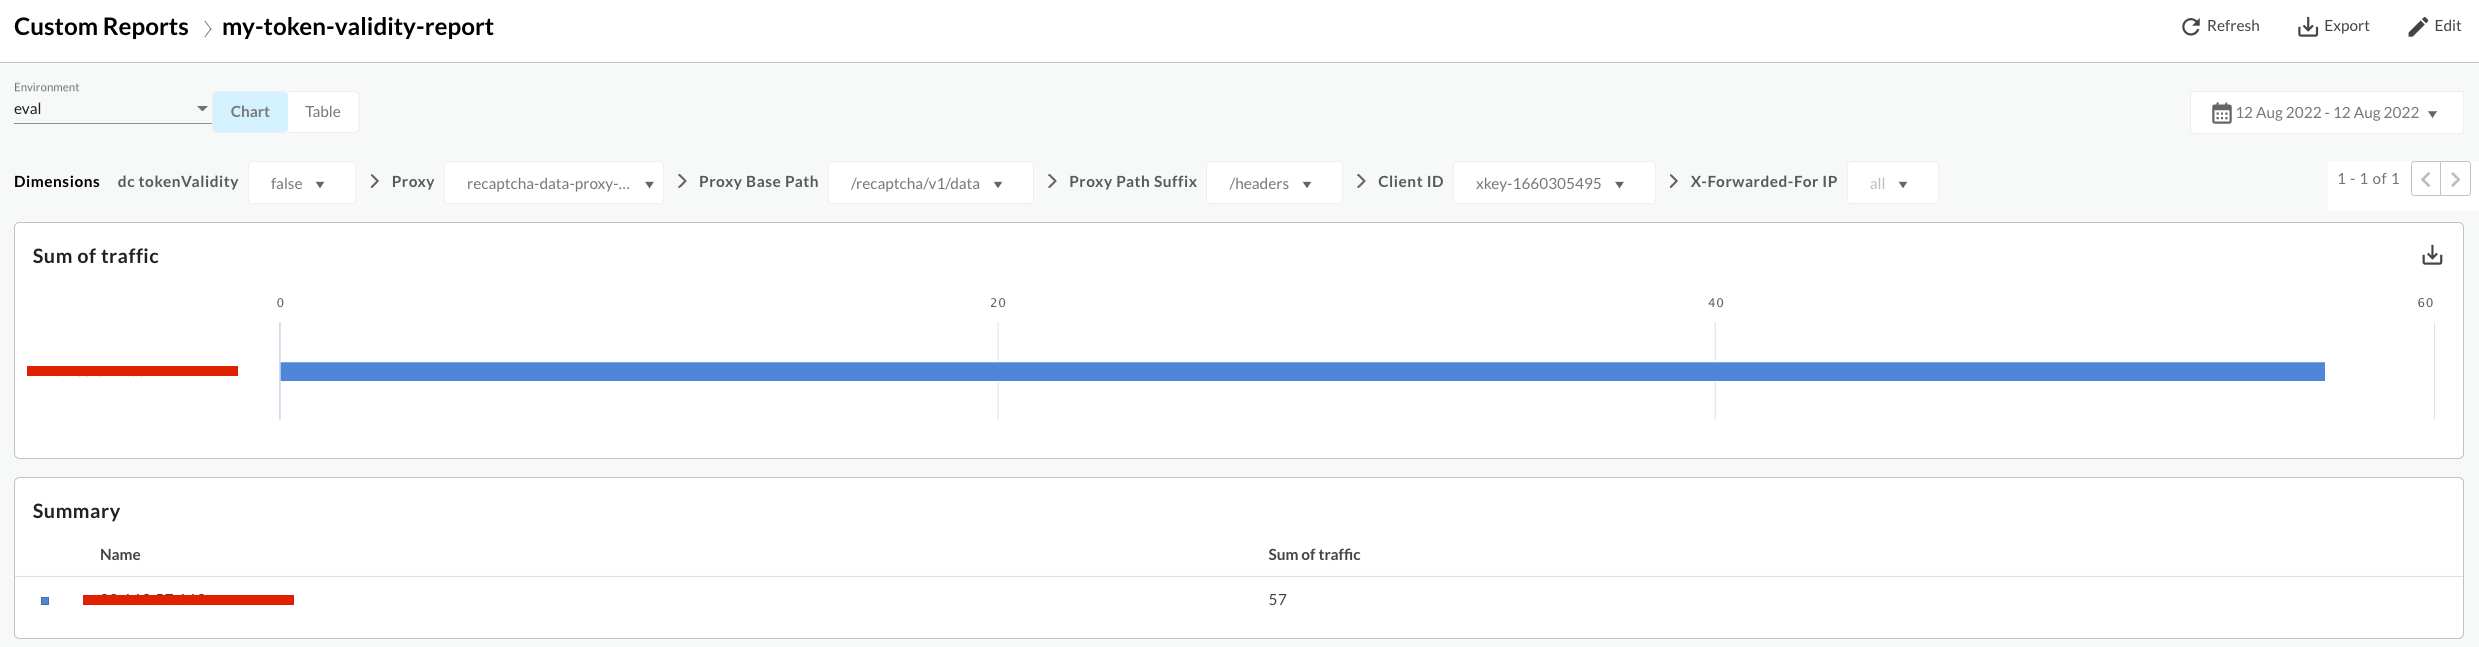 Custom Reports > my-token-validity-report
Refresh Export Edit
Environment
eval
Chart Table
12 Aug 2022 - 12 Aug 2022
Dimensions dc tokenValidity false > Proxy recaptcha-data-proxy-... > Proxy Base Path /recaptcha/v1/data > Proxy Path Suffix /headers > Client ID xkey-1660305495 > X-Forwarded-For IP all
1 - 1 of 1
Sum of traffic
0 20 40 60
Summary
Name Sum of traffic
57